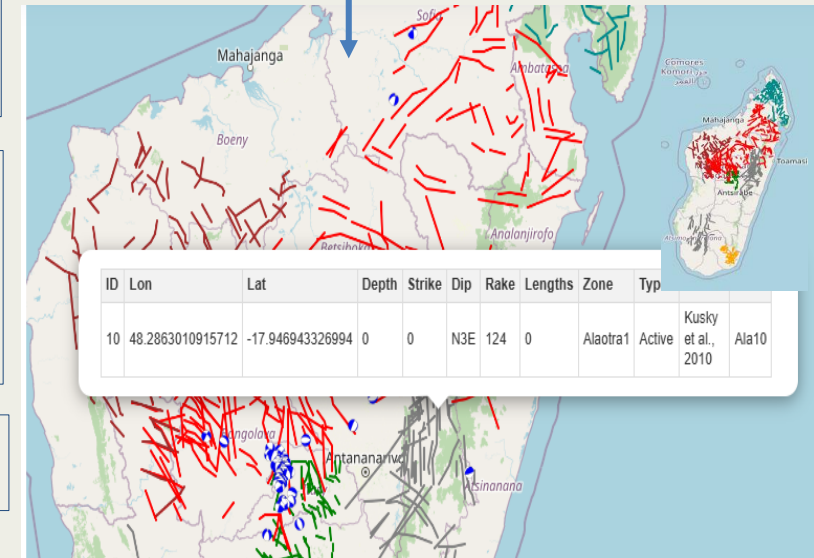 Sofia
Mahajanga
Boeny
Analanjirofo
Betsiboka
Comores
Komori
القمر
Mahajanga
Toamasi
Antsirabe
ID Lon Lat Depth Strike Dip Rake Lengths Zone Typ
10 48.2863010915712 -17.946943326994 0 0 N3E 124 0 Alaotra1 Active Kusky et al., 2010 Ala10
Bongolava
Antananarivo
Atsinanana